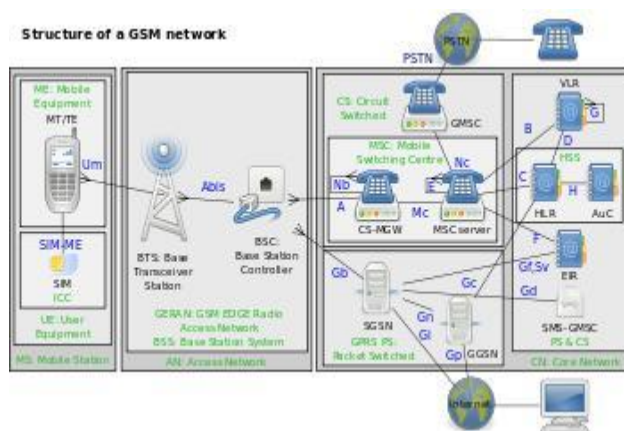 Structure of a GSM network
PSTN
PSTN
ME: Mobile
Equipment
MT/TE
Um
SIM-ME
SIM
ICC
UE: User
Equipment
MS: Mobile Station
Abis
BTS: Base
Transceiver
Station
BSC:
Base Station
Controller
GERAN: GSM EDGE Radio
Access Network
BSS: Base Station System
AN: Access Network
CS: Circuit
Switched
GMSC
MSC: Mobile
Switching Centre
Nc
Nb
E
A
Mc
CS-MGW
MSC server
VLR
G
B
D
HSS
C
H
HLR
AuC
F
EIR
Gf,Sv
Gb
Gc
Gd
SGSN
Gn
Gi
Gp
GGSN
SMS-GMSC
PS & CS
GPRS PS:
Packet Switched
CN: Core Network
Internet